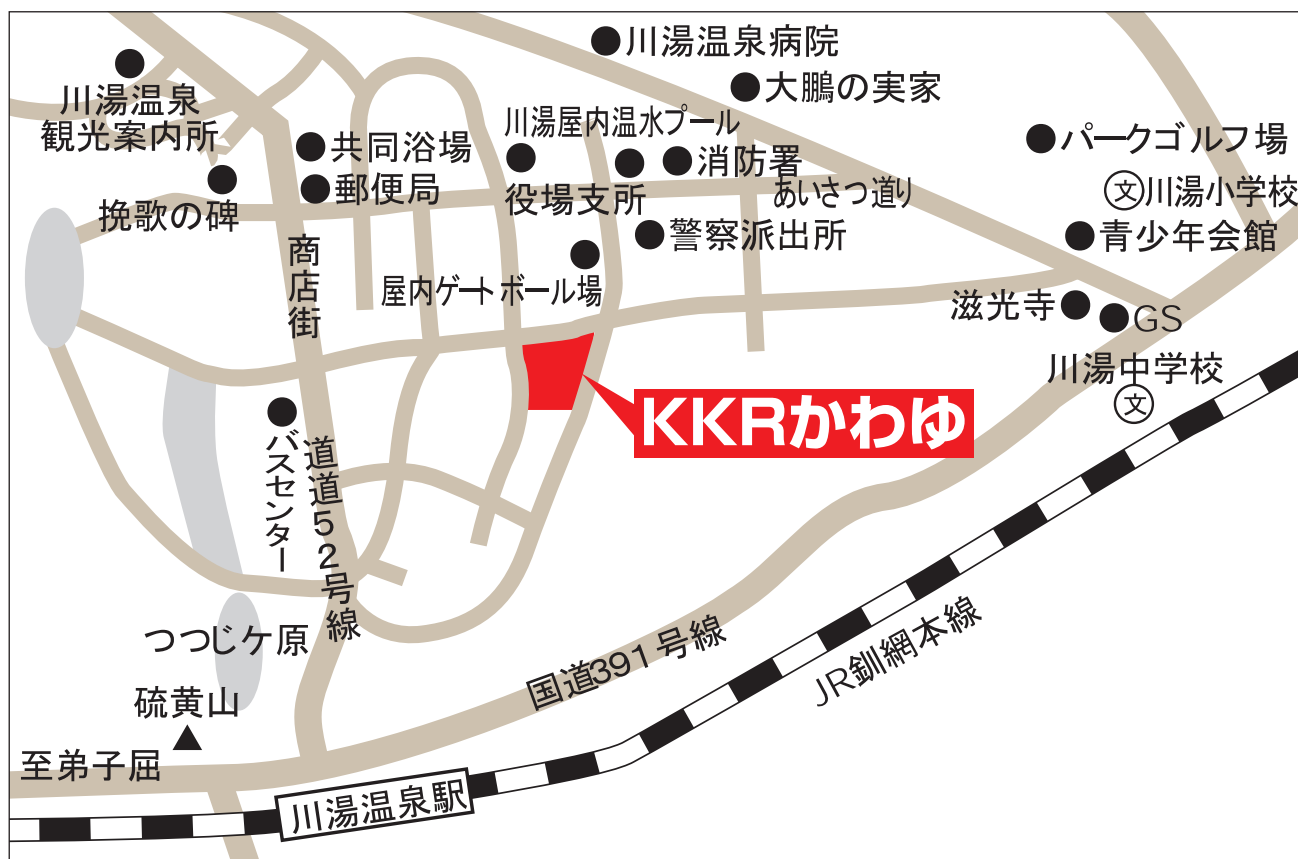 川湯温泉病院
大鵬の実家
川湯温泉
観光案内所
川湯屋内温水プール
共同浴場
消防署
パークゴルフ場
郵便局
役場支所
あいさつ道り
文
川湯小学校
挽歌の碑
警察派出所
青少年会館
商店街
屋内ゲートボール場
滋光寺
GS
川湯中学校
文
KKRかわゆ
バスセンター
道道52号線
つつじケ原
国道391号線
JR釧網本線
硫黄山
至弟子屈
川湯温泉駅